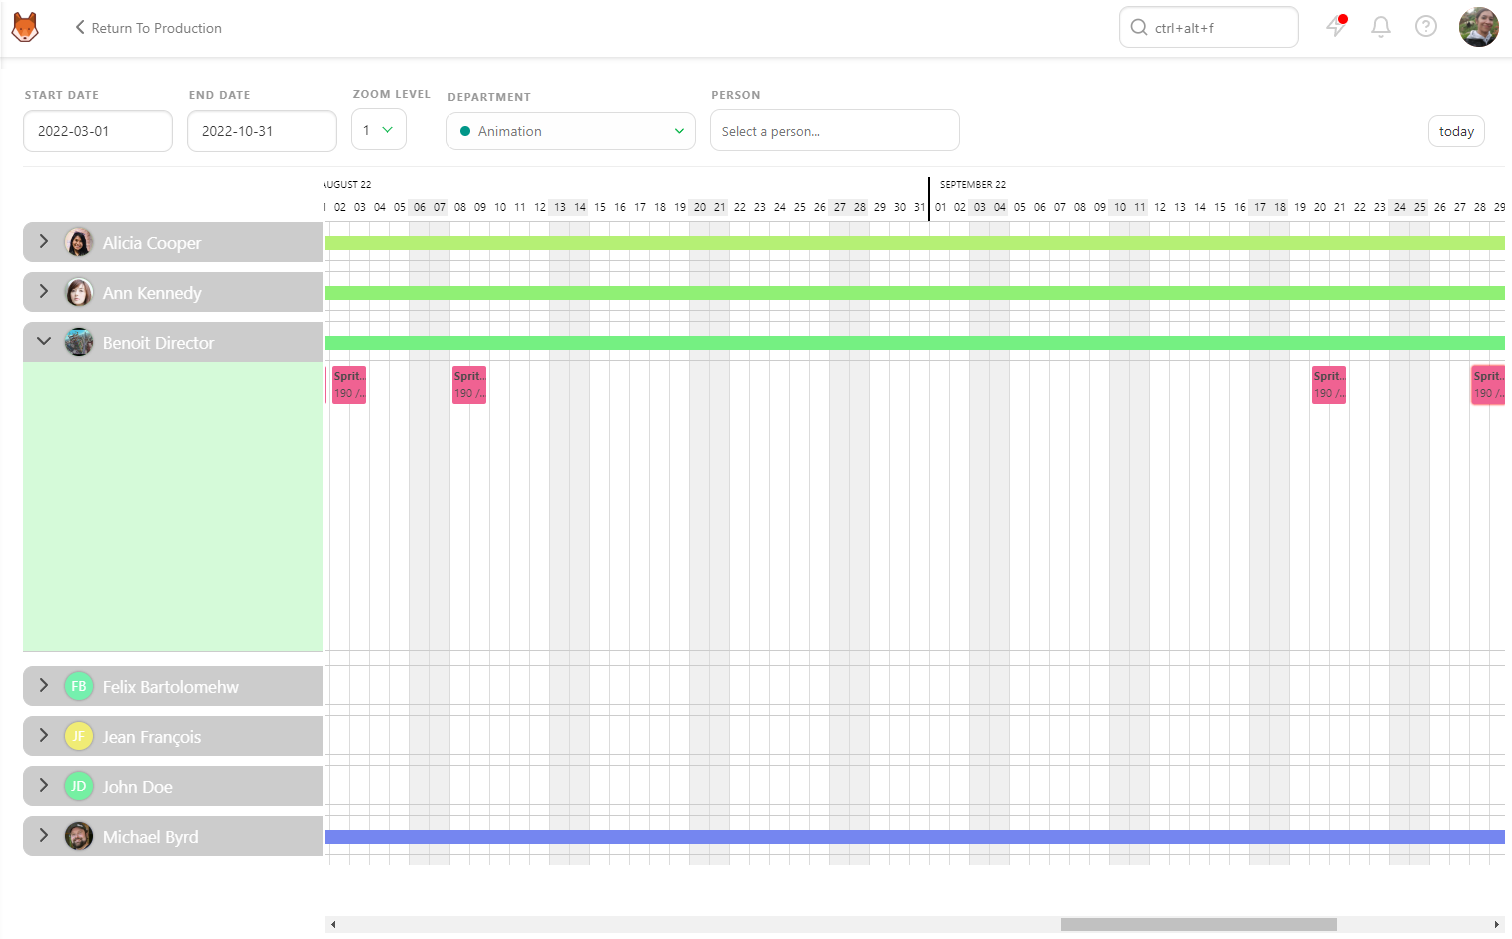 Return To Production
ctrl+alt+f
START DATE
END DATE
ZOOM LEVEL
DEPARTMENT
PERSON
2022-03-01
2022-10-31
1
Animation
Select a person...
today
AUGUST 22
SEPTEMBER 22
02 03 04 05 06 07 08 09 10 11 12 13 14 15 16 17 18 19 20 21 22 23 24 25 26 27 28 29 30 31 01 02 03 04 05 06 07 08 09 10 11 12 13 14 15 16 17 18 19 20 21 22 23 24 25 26 27 28 29
Alicia Cooper
Ann Kennedy
Benoit Director
Sprit... Sprit... Sprit... Sprit...
190 /... 190 /... 190 /... 190 /...
FB Felix Bartolomehw
JF Jean François
JD John Doe
Michael Byrd